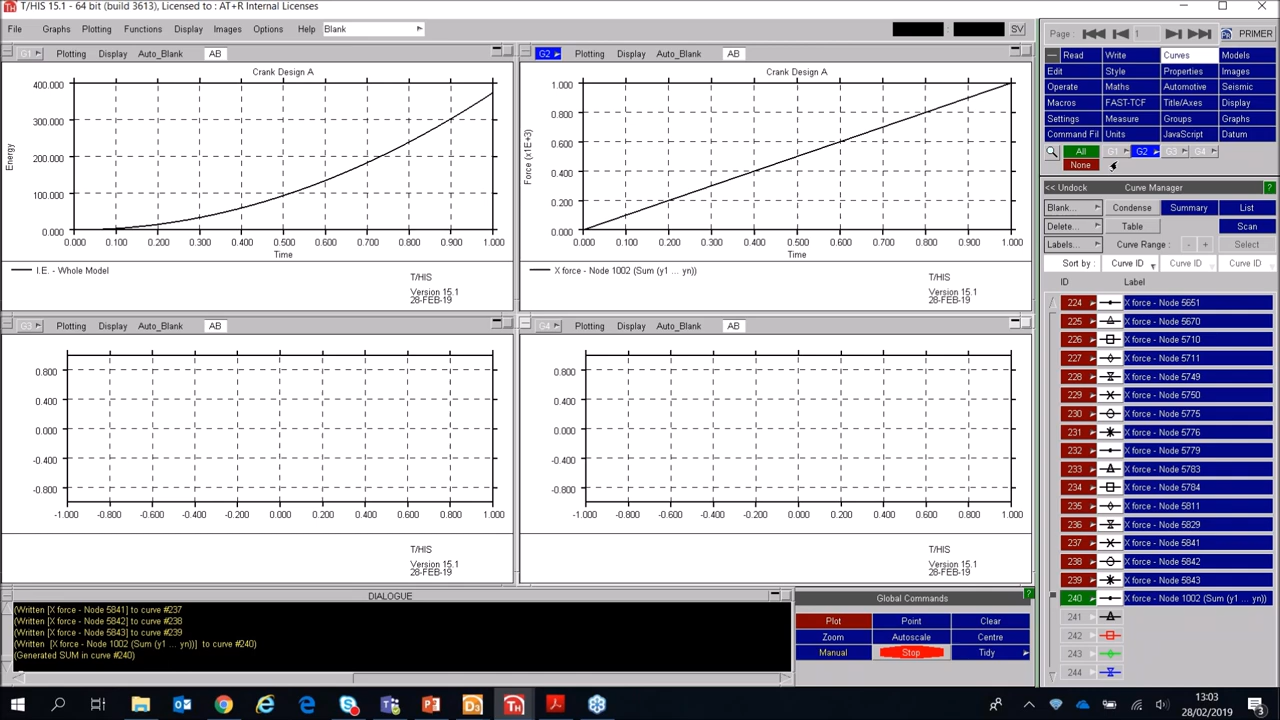 T/HIS 15.1 - 64 bit (build 3613), Licensed to : AT+R Internal Licenses
File Graphs Plotting Functions Display Images Options Help Blank SV
G1 Plotting Display Auto_Blank AB
Crank Design A
400.000
300.000
200.000
100.000
0.000
Energy
0.000 0.100 0.200 0.300 0.400 0.500 0.600 0.700 0.800 0.900 1.000
Time
I.E. - Whole Model
T/HIS
Version 15.1
28-FEB-19
G2 Plotting Display Auto_Blank AB
Crank Design A
1.000
0.800
0.600
0.400
0.200
0.000
Force (x1E+3)
0.000 0.100 0.200 0.300 0.400 0.500 0.600 0.700 0.800 0.900 1.000
Time
X force - Node 1002 (Sum (y1 ... yn))
T/HIS
Version 15.1
28-FEB-19
G3 Plotting Display Auto_Blank AB
0.800
0.400
0.000
-0.400
-0.800
-1.000 -0.800 -0.600 -0.400 -0.200 0.000 0.200 0.400 0.600 0.800 1.000
T/HIS
Version 15.1
28-FEB-19
G4 Plotting Display Auto_Blank AB
0.800
0.400
0.000
-0.400
-0.800
-1.000 -0.800 -0.600 -0.400 -0.200 0.000 0.200 0.400 0.600 0.800 1.000
T/HIS
Version 15.1
28-FEB-19
DIALOGUE
(Written [X force - Node 5841] to curve #237
(Written [X force - Node 5842] to curve #238
(Written [X force - Node 5843] to curve #239
(Written [X force - Node 1002 (Sum (y1 ... yn))] to curve #240)
(Generated SUM in curve #240)
Global Commands ?
Plot Point Clear
Zoom Autoscale Centre
Manual Stop Tidy
Page : 1 PRIMER
Read Write Curves Models
Edit Style Properties Images
Operate Maths Automotive Seismic
Macros FAST-TCF Title/Axes Display
Settings Measure Groups Graphs
Command Fil Units JavaScript Datum
All G1 G2 G3 G4
None
<< Undock Curve Manager ?
Blank... Condense Summary List
Delete... Table Scan
Labels... Curve Range : - + Select
Sort by : Curve ID Curve ID Curve ID
ID Label
224 X force - Node 5651
225 X force - Node 5670
226 X force - Node 5710
227 X force - Node 5711
228 X force - Node 5749
229 X force - Node 5750
230 X force - Node 5775
231 X force - Node 5776
232 X force - Node 5779
233 X force - Node 5783
234 X force - Node 5784
235 X force - Node 5811
236 X force - Node 5829
237 X force - Node 5841
238 X force - Node 5842
239 X force - Node 5843
240 X force - Node 1002 (Sum (y1 ... yn))
241
242
243
244
13:03
28/02/2019
3